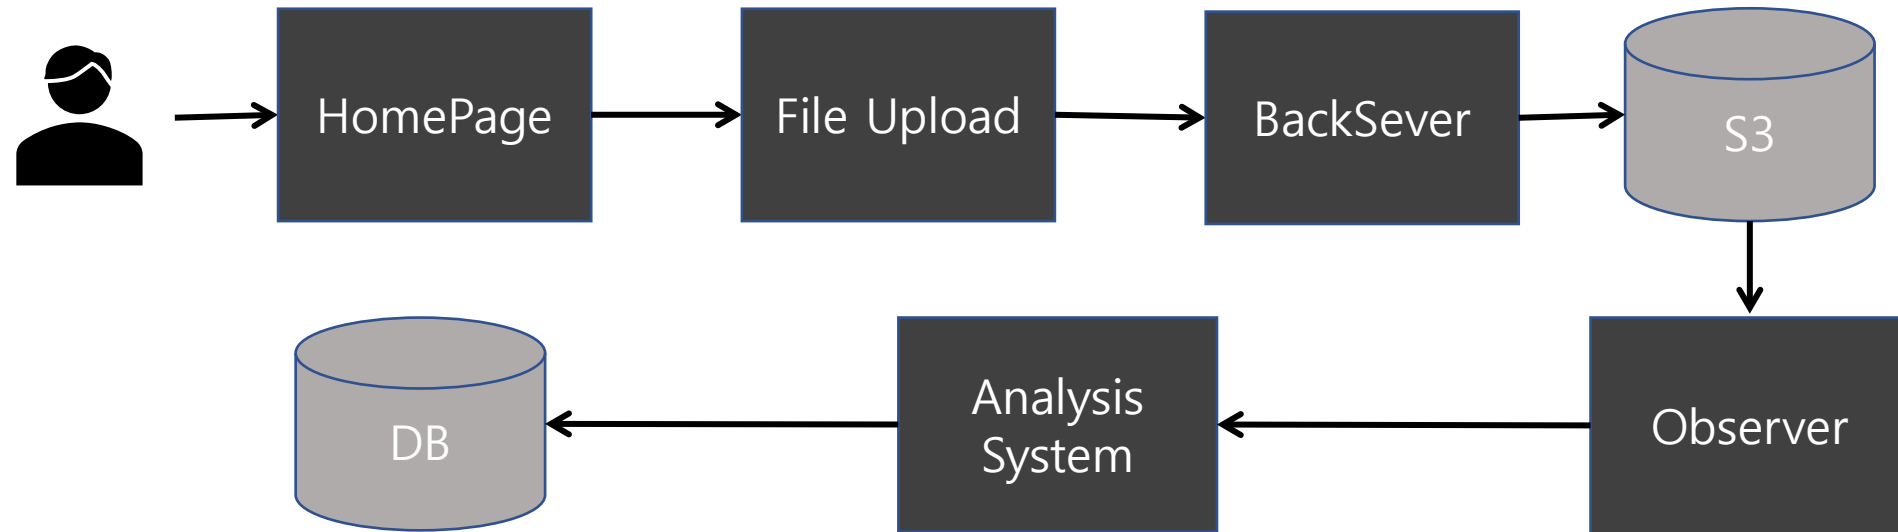 HomePage
File Upload
BackSever
S3
DB
Analysis
System
Observer